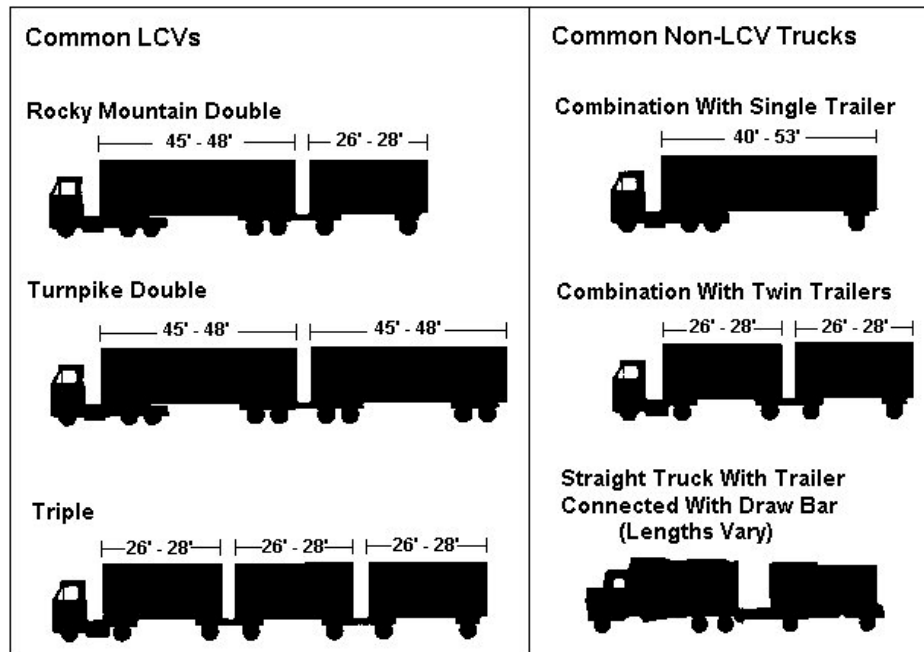 Common LCVs
Rocky Mountain Double
45' - 48' 26' - 28'
Turnpike Double
45' - 48' 45' - 48'
Triple
26' - 28' 26' - 28' 26' - 28'
Common Non-LCV Trucks
Combination With Single Trailer
40' - 53'
Combination With Twin Trailers
26' - 28' 26' - 28'
Straight Truck With Trailer
Connected With Draw Bar
(Lengths Vary)